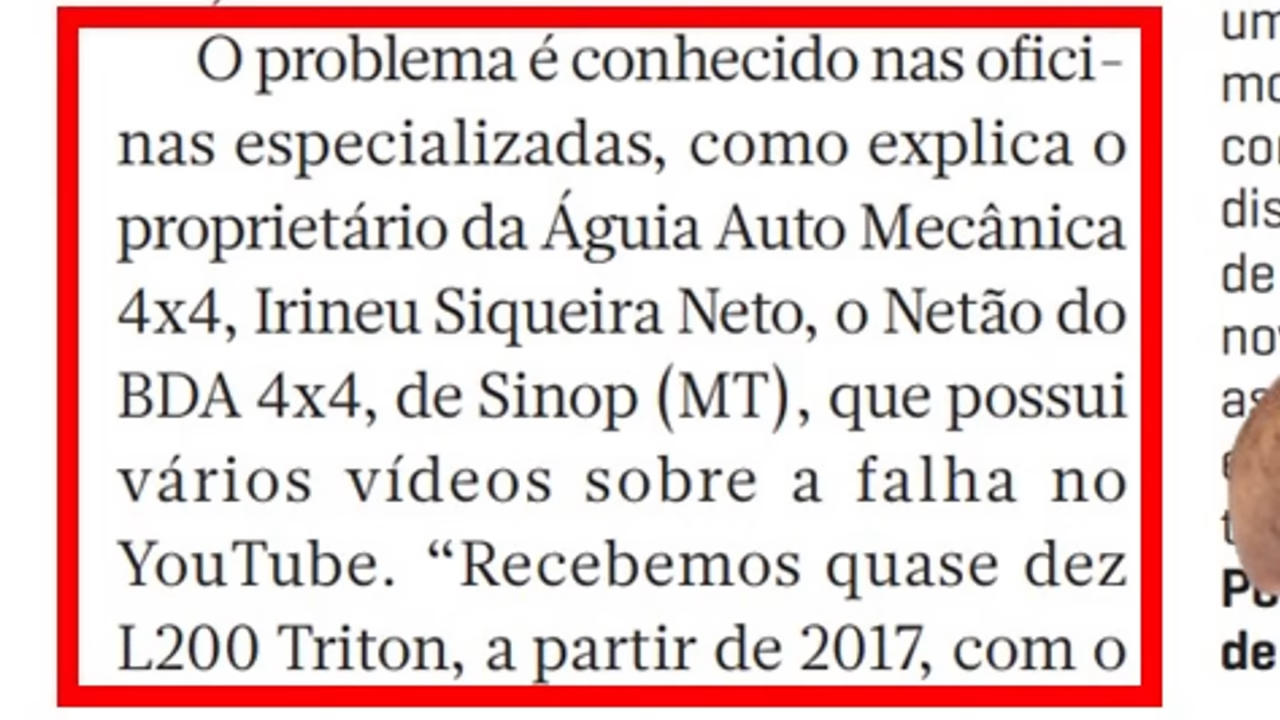 O problema é conhecido nas ofici-
nas especializadas, como explica o
proprietário da Águia Auto Mecânica
4x4, Irineu Siqueira Neto, o Netão do
BDA 4x4, de Sinop (MT), que possui
vários vídeos sobre a falha no
YouTube. “Recebemos quase dez
L200 Triton, a partir de 2017, com o
de
de